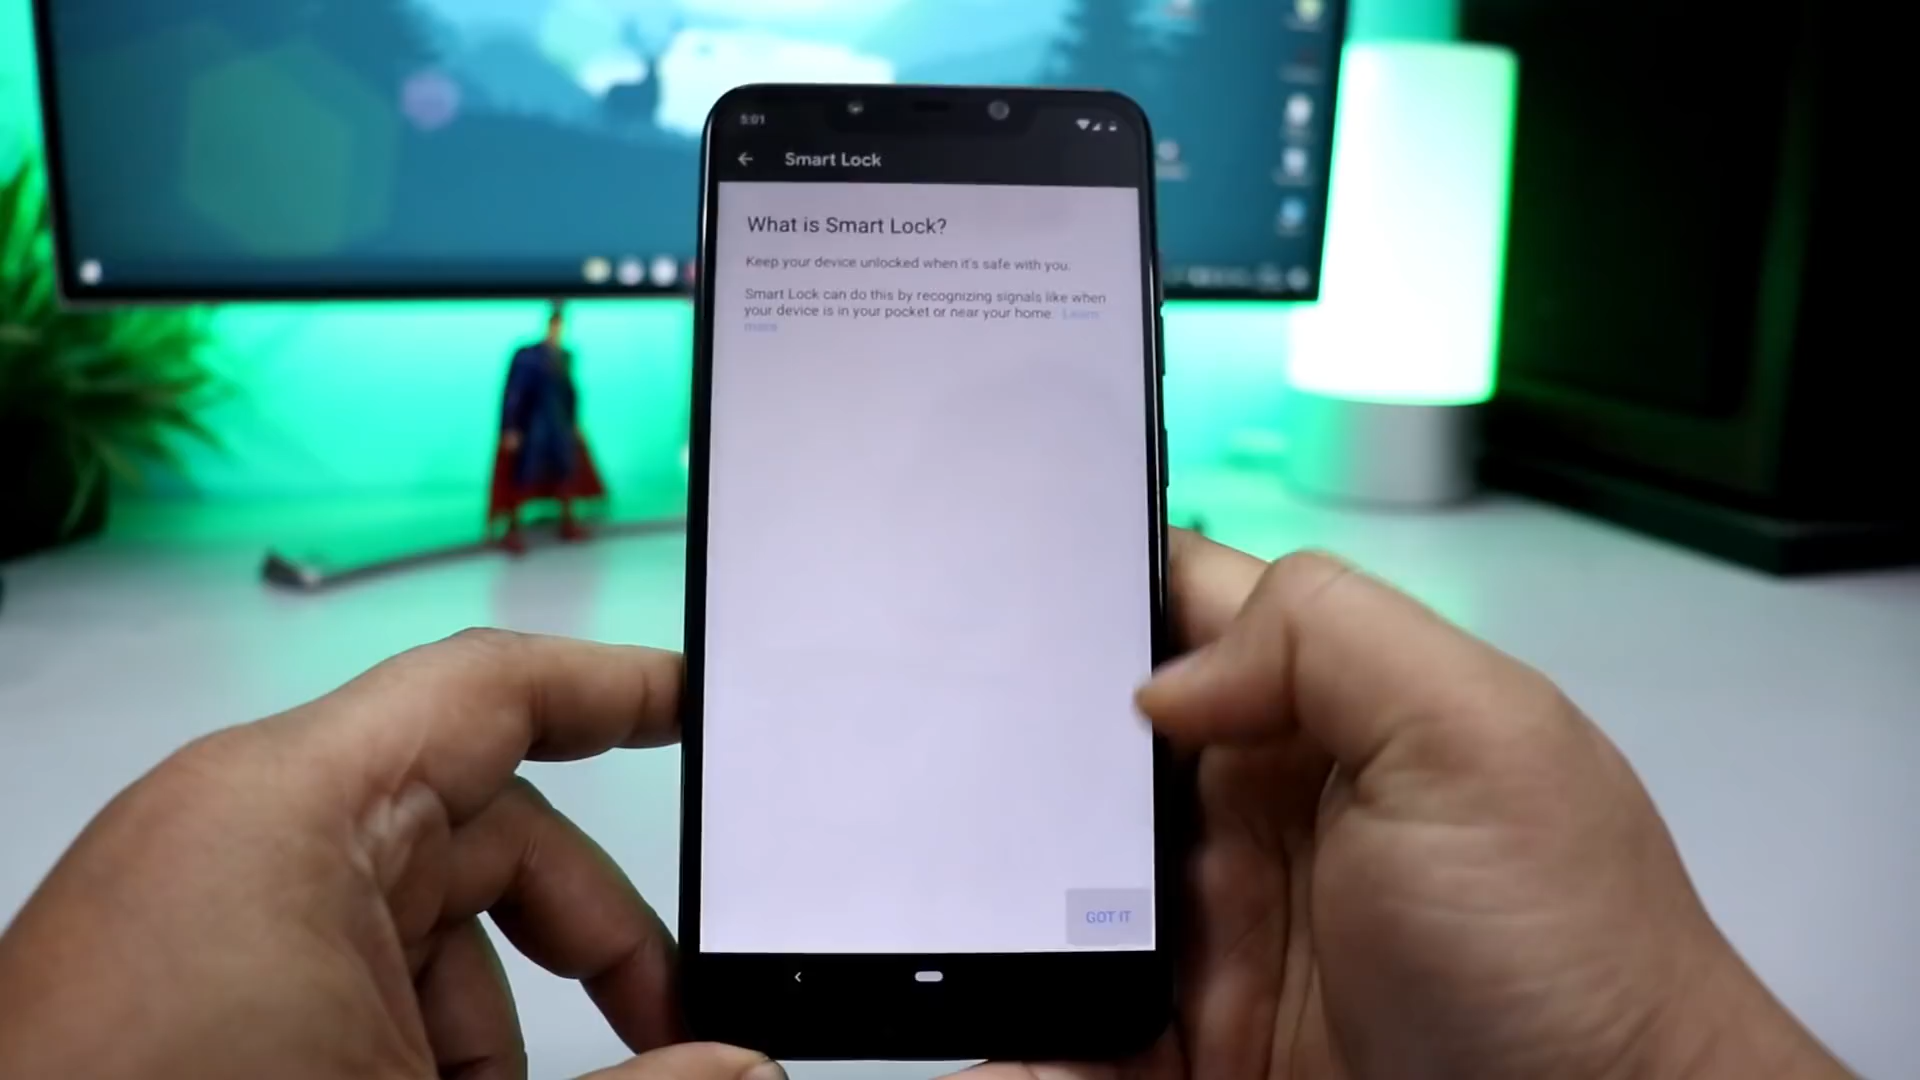 5:01
Smart Lock
What is Smart Lock?
Keep your device unlocked when it's safe with you.
Smart Lock can do this by recognizing signals like when
your device is in your pocket or near your home. Learn
more
GOT IT